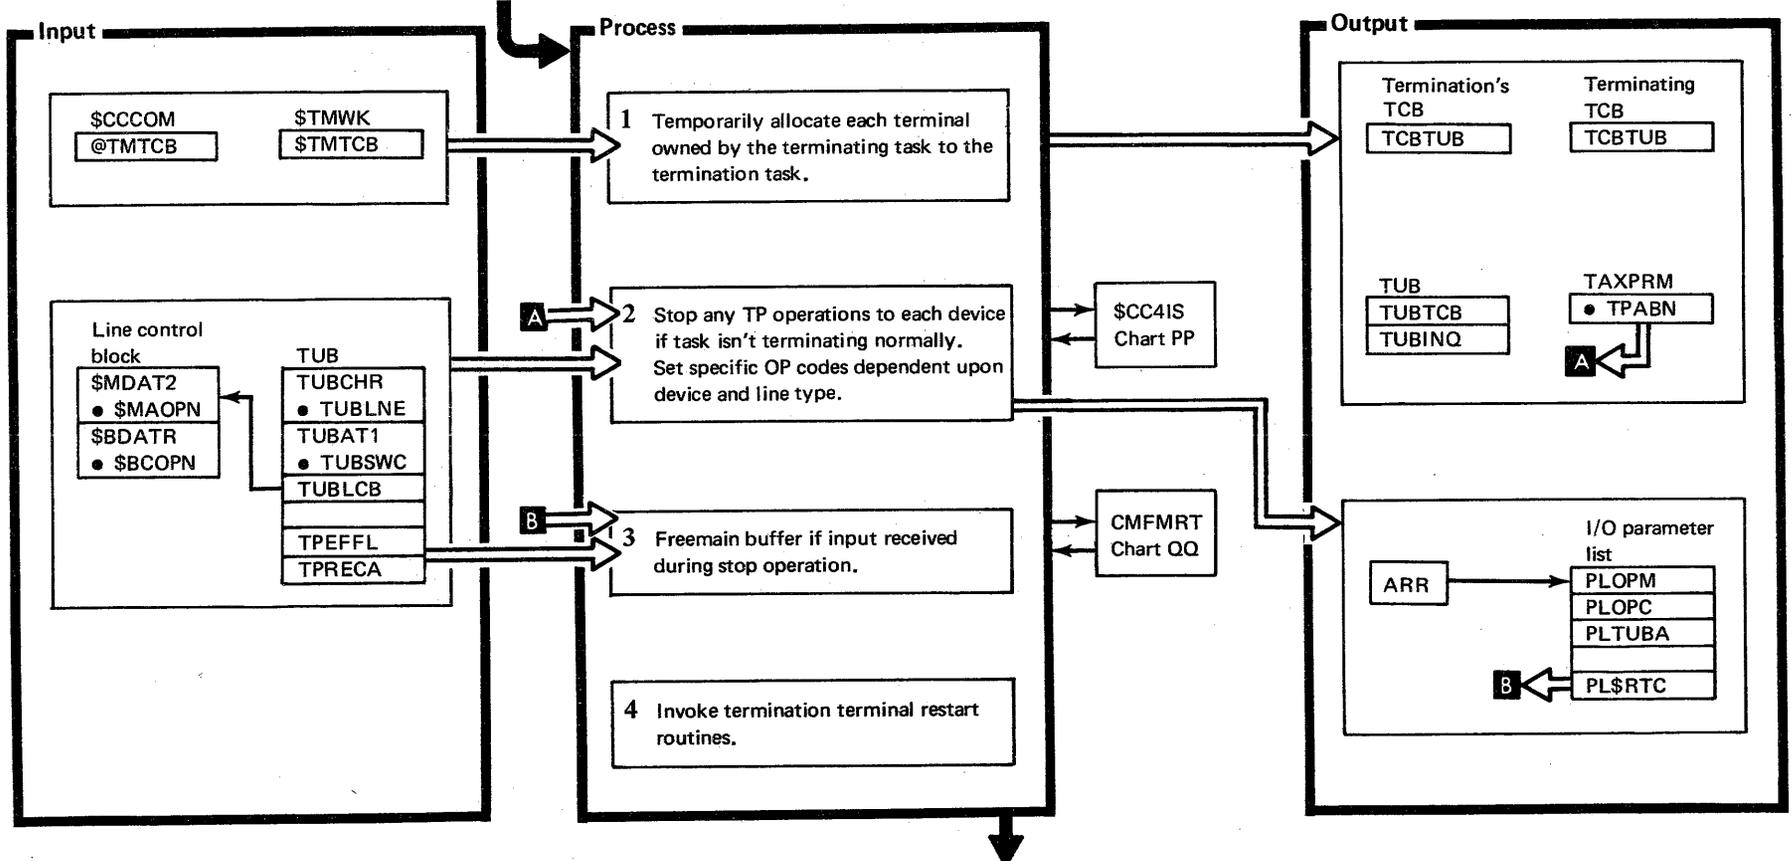 Input
$CCCOM
@TMTCB
$TMWK
$TMTCB
Line control
block
$MDAT2
● $MAOPN
$BDATR
● $BCOPN
TUB
TUBCHR
● TUBLNE
TUBAT1
● TUBSWC
TUBLCB
TPEFFL
TPRECA
Process
1 Temporarily allocate each terminal
owned by the terminating task to the
termination task.
A
2 Stop any TP operations to each device
if task isn't terminating normally.
Set specific OP codes dependent upon
device and line type.
B
3 Freemain buffer if input received
during stop operation.
4 Invoke termination terminal restart
routines.
$CC4IS
Chart PP
CMFMRT
Chart QQ
Output
Termination's
TCB
TCBTUB
Terminating
TCB
TCBTUB
TUB
TUBTCB
TUBINQ
TAXPRM
● TPABN
A
ARR
I/O parameter
list
PLOPM
PLOPC
PLTUBA
PL$RTC
B